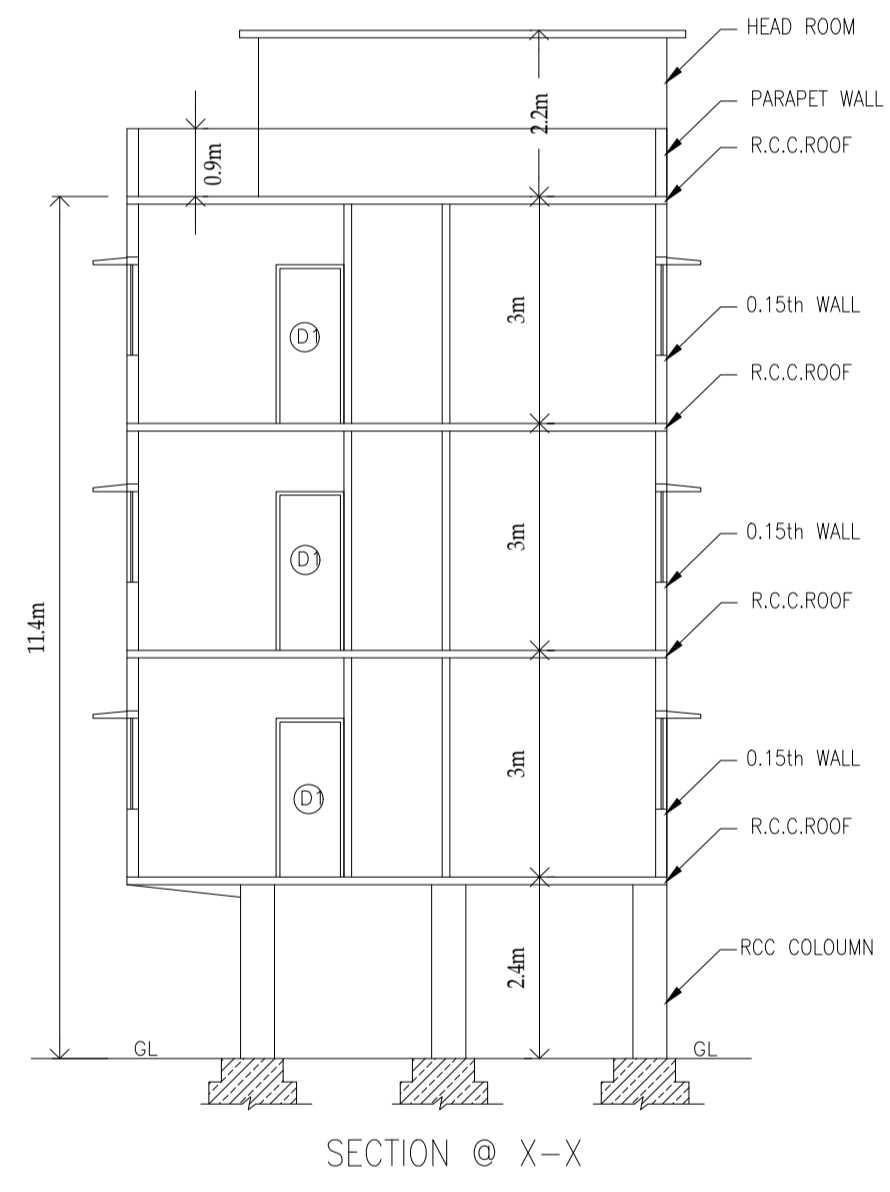 HEAD ROOM
PARAPET WALL
2.2m
R.C.C.ROOF
0.9m
3m
0.15th WALL
D1
R.C.C.ROOF
3m
0.15th WALL
D1
R.C.C.ROOF
11.4m
3m
0.15th WALL
D1
R.C.C.ROOF
RCC COLOUMN
2.4m
GL
GL
SECTION @ X-X